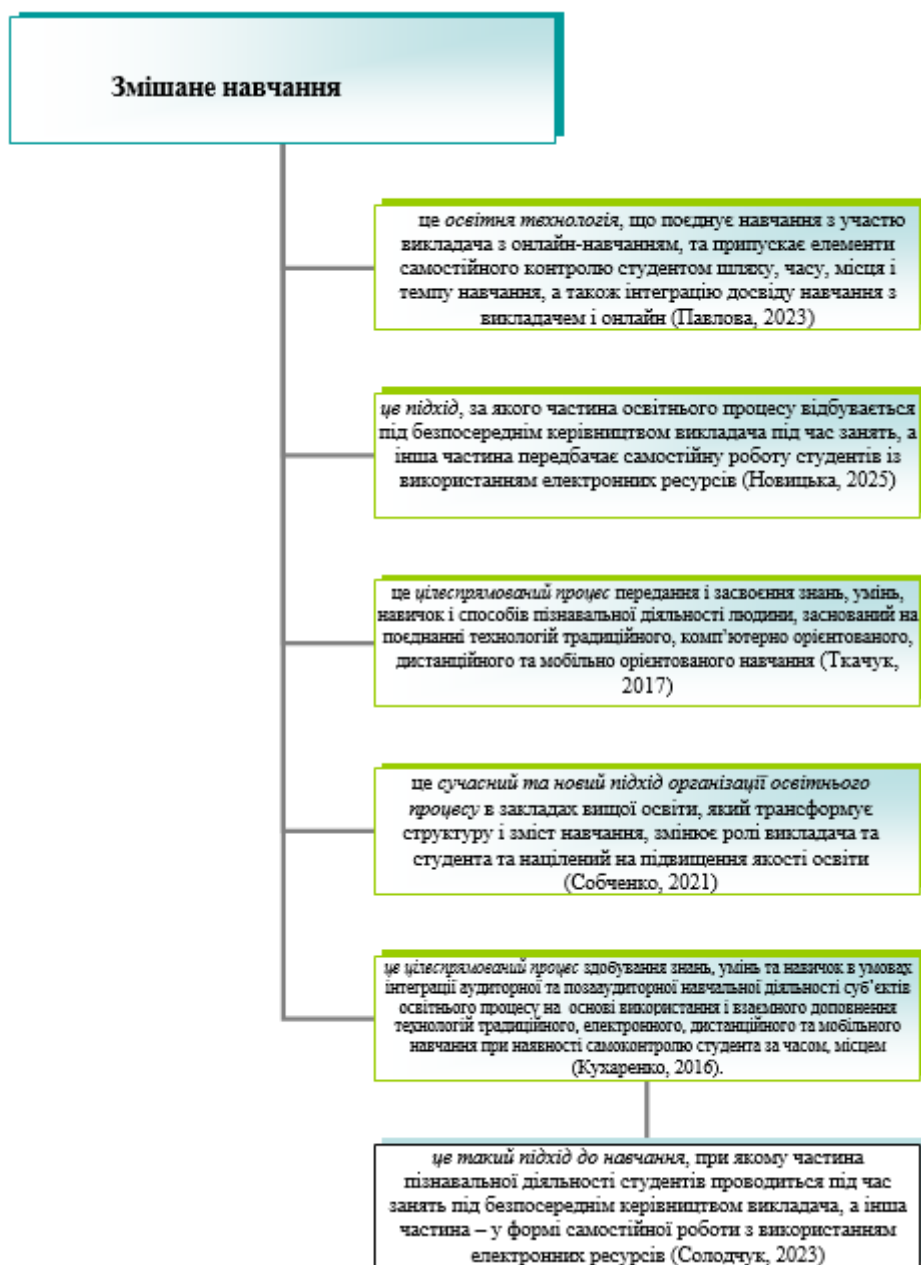 Змішане навчання
це освітня технологія, що поєднує навчання з участю
викладача з онлайн-навчанням, та припускає елементи
самостійного контролю студентом шляху, часу, місця і
темпу навчання, а також інтеграцію досвіду навчання з
викладачем і онлайн (Павлова, 2023)
це підхід, за якого частина освітнього процесу відбувається
під безпосереднім керівництвом викладача під час занять, а
інша частина передбачає самостійну роботу студентів із
використанням електронних ресурсів (Новицька, 2025)
це цілеспрямований процес передання і засвоєння знань, умінь,
навичок і способів пізнавальної діяльності людини, заснований на
поєднанні технологій традиційного, комп’ютерно орієнтованого,
дистанційного та мобільно орієнтованого навчання (Ткачук,
2017)
це сучасний та новий підхід організації освітнього
процесу в закладах вищої освіти, який трансформує
структуру і зміст навчання, змінює ролі викладача та
студента та націлений на підвищення якості освіти
(Собченко, 2021)
це цілеспрямований процес здобування знань, умінь та навичок в умовах
інтеграції аудиторної та позааудиторної навчальної діяльності суб’єктів
освітнього процесу на основі використання і взаємного доповнення
технологій традиційного, електронного, дистанційного та мобільного
навчання при наявності самоконтролю студента за часом, місцем
(Кухаренко, 2016).
це такий підхід до навчання, при якому частина
пізнавальної діяльності студентів проводиться під час
занять під безпосереднім керівництвом викладача, а інша
частина – у формі самостійної роботи з використанням
електронних ресурсів (Солодчук, 2023)